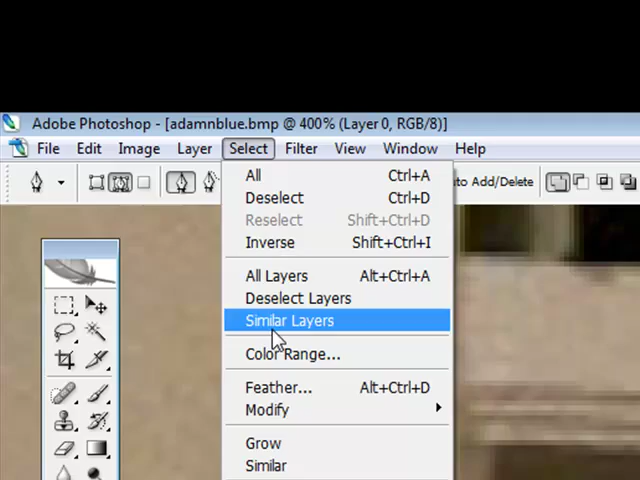 Adobe Photoshop - [adamnblue.bmp @ 400% (Layer 0, RGB/8)]
File Edit Image Layer Select Filter View Window Help
Add/Delete
All Ctrl+A
Deselect Ctrl+D
Reselect Shift+Ctrl+D
Inverse Shift+Ctrl+I
All Layers Alt+Ctrl+A
Deselect Layers
Similar Layers
Color Range...
Feather... Alt+Ctrl+D
Modify
Grow
Similar